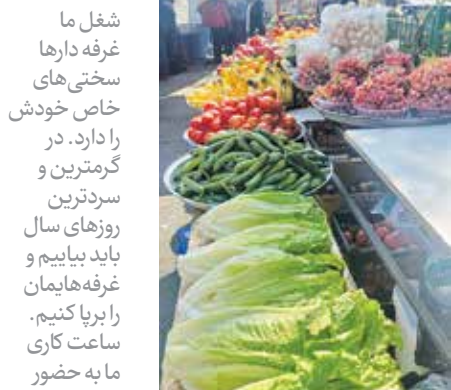 شغل ما
غرفه دارها
سختی‌های
خاص خودش
را دارد. در
گرمترین و
سردترین
روزهای سال
باید بیاییم و
غرفه‌هایمان
را برپا کنیم.
ساعت کاری
ما به حضور